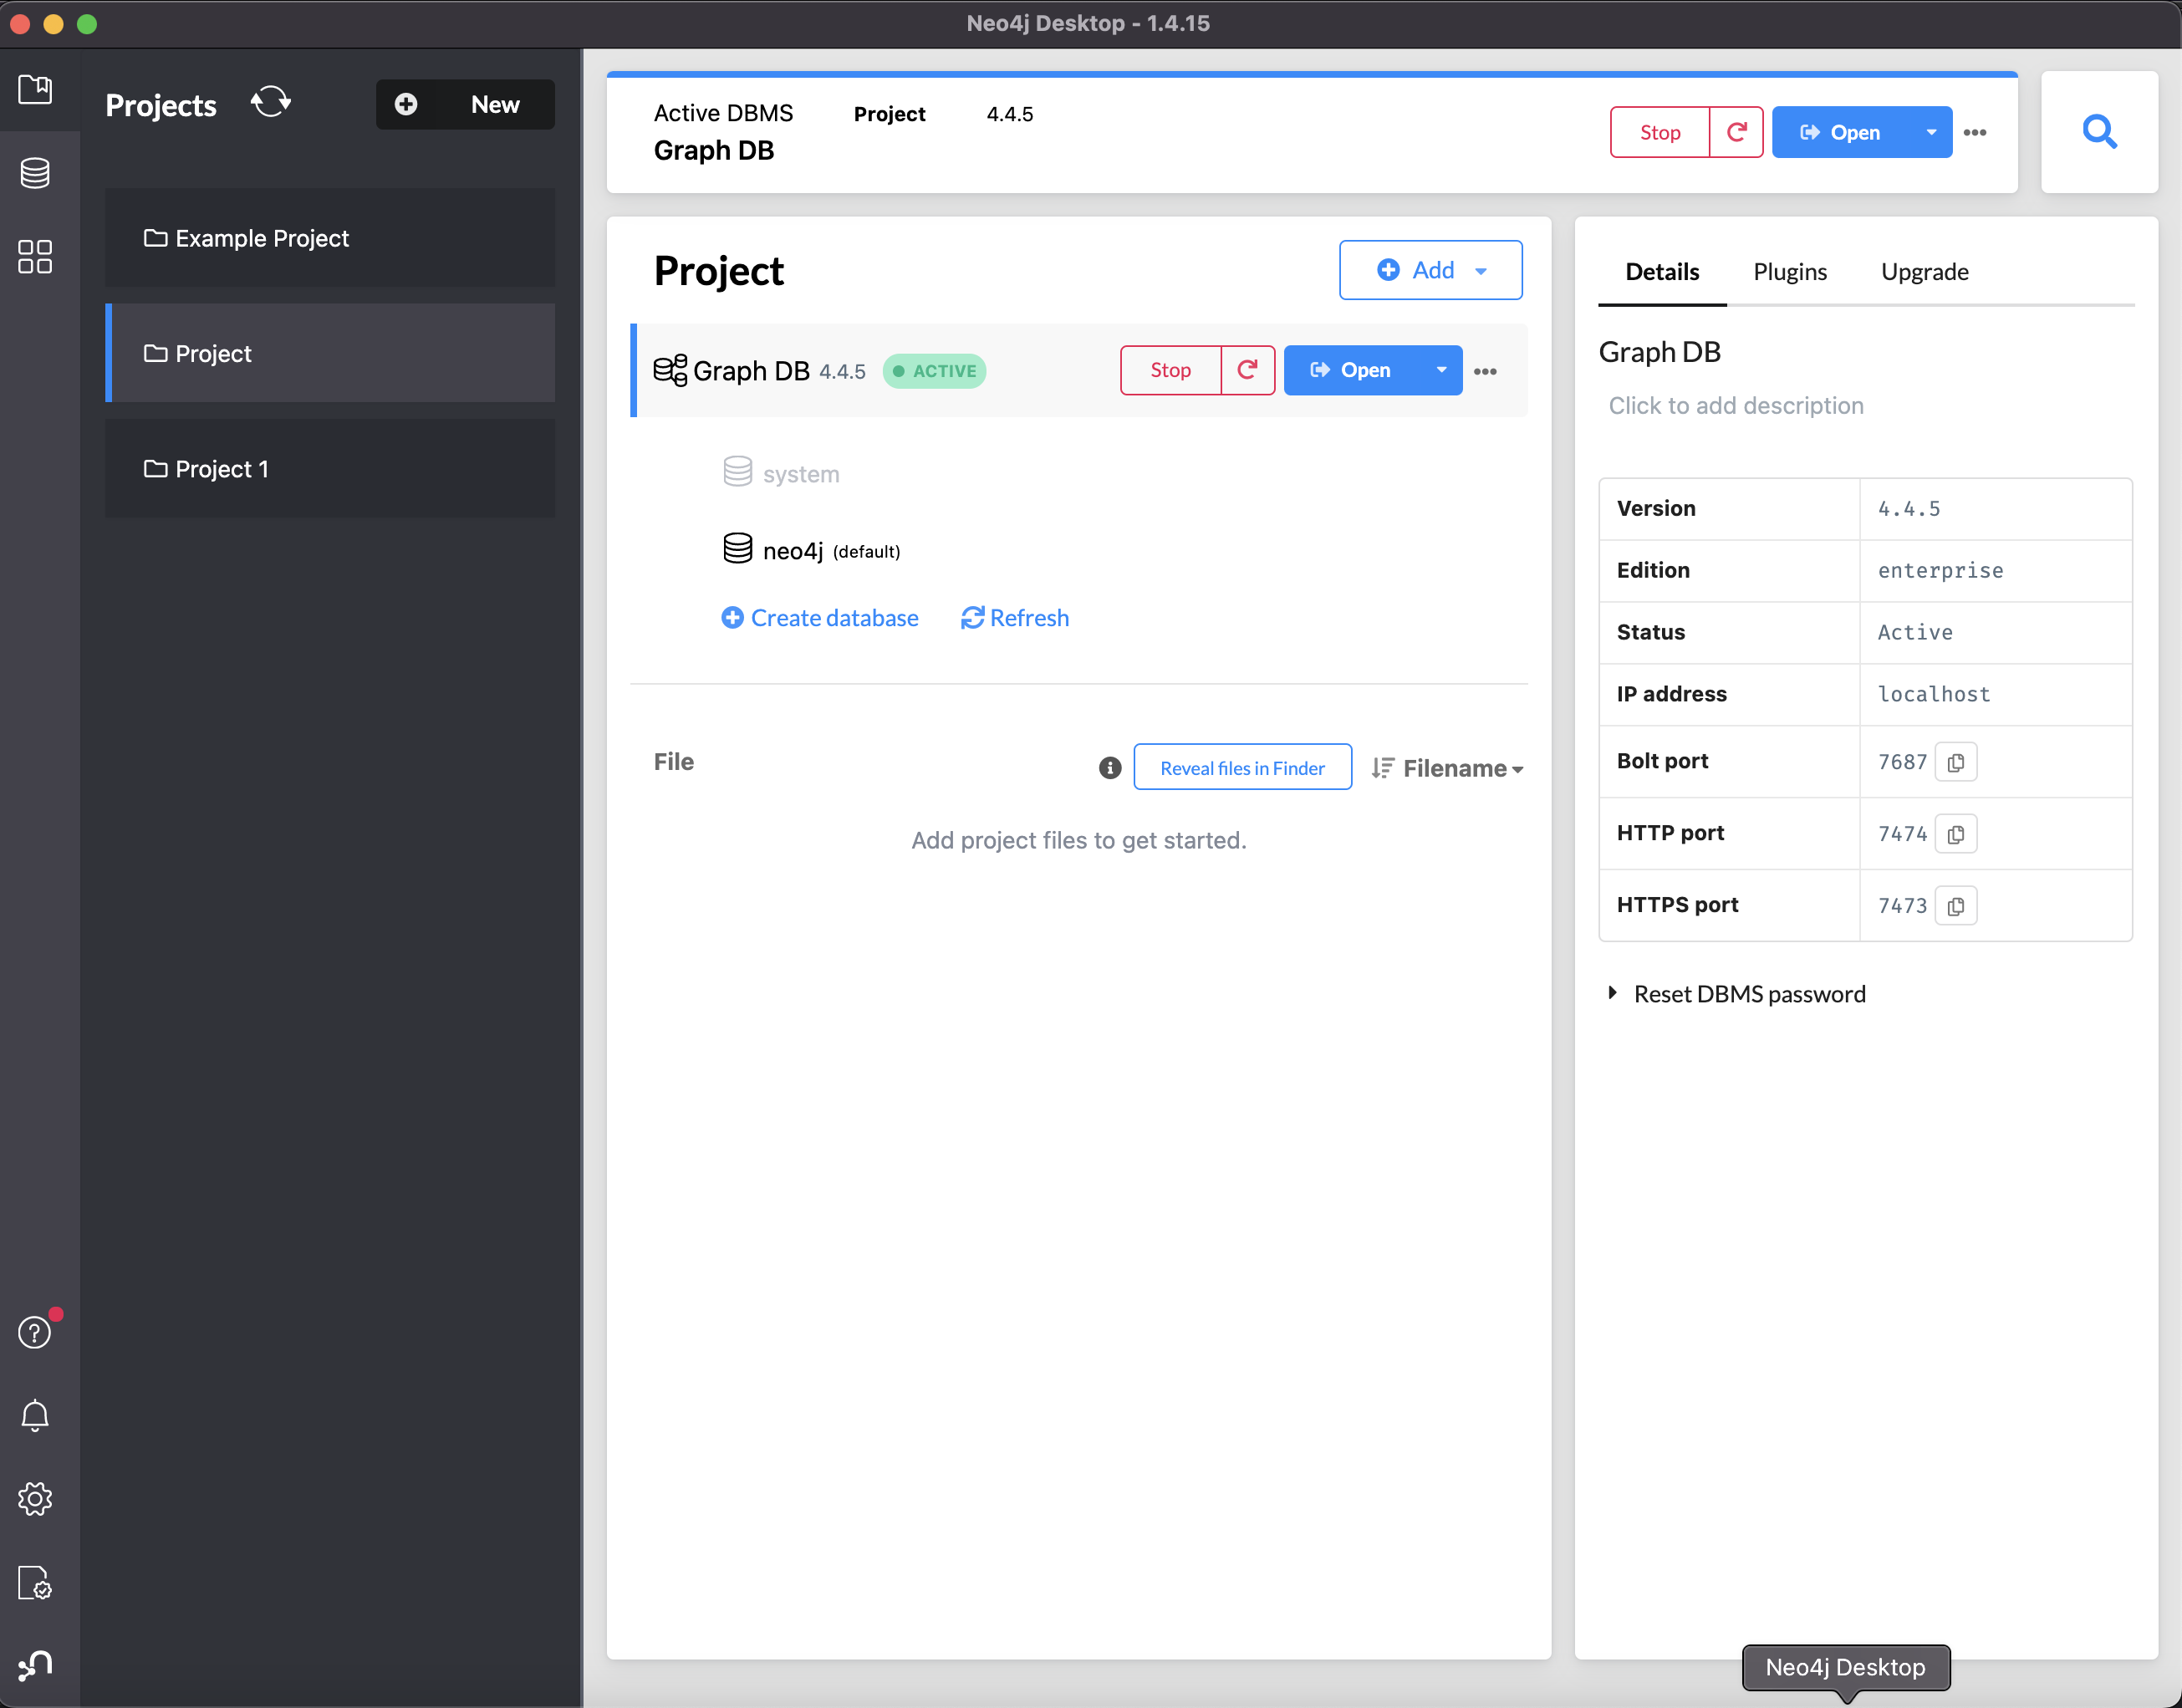 Neo4j Desktop - 1.4.15
Projects
New
Example Project
Project
Project 1
Active DBMS
Graph DB
Project
4.4.5
Stop
Open
Project
Add
Graph DB 4.4.5 ACTIVE
Stop
Open
system
neo4j (default)
Create database
Refresh
File
Reveal files in Finder
Filename
Add project files to get started.
Details
Plugins
Upgrade
Graph DB
Click to add description
Version 4.4.5
Edition enterprise
Status Active
IP address localhost
Bolt port 7687
HTTP port 7474
HTTPS port 7473
Reset DBMS password
Neo4j Desktop